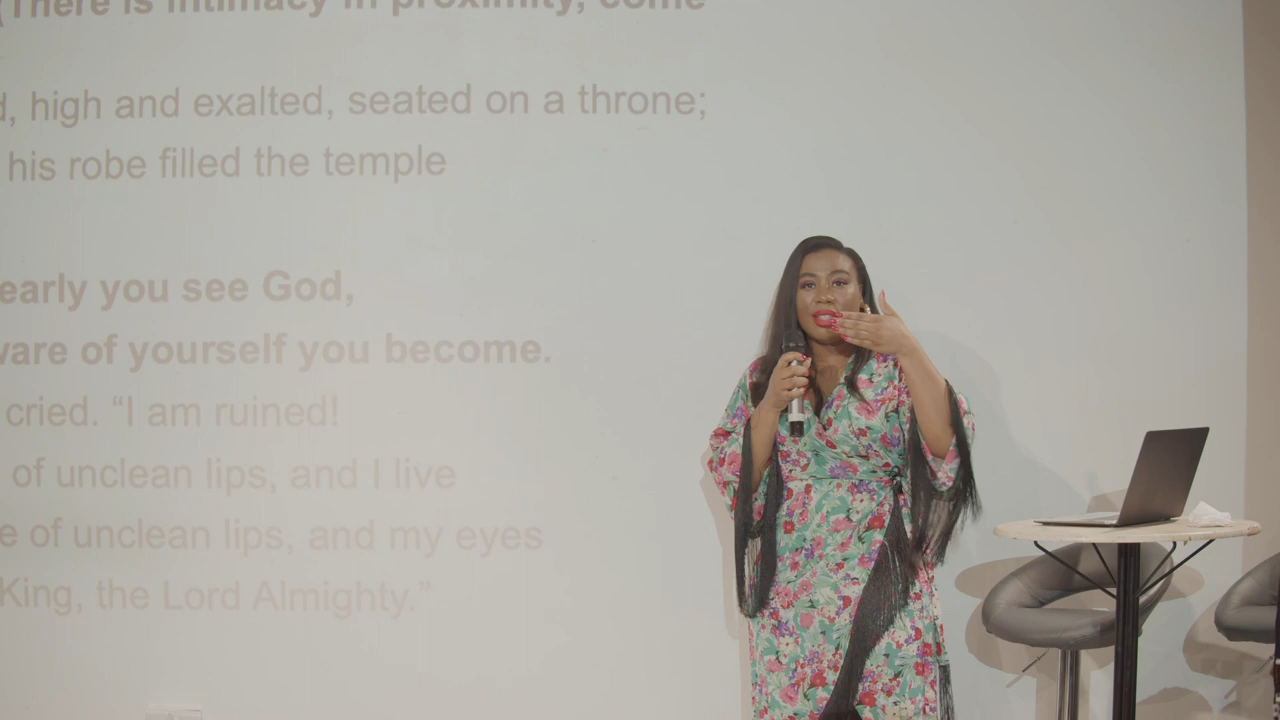 (There is intimacy in proximity, come
, high and exalted, seated on a throne;
his robe filled the temple
early you see God,
ware of yourself you become.
cried. “I am ruined!
of unclean lips, and I live
e of unclean lips, and my eyes
King, the Lord Almighty.”